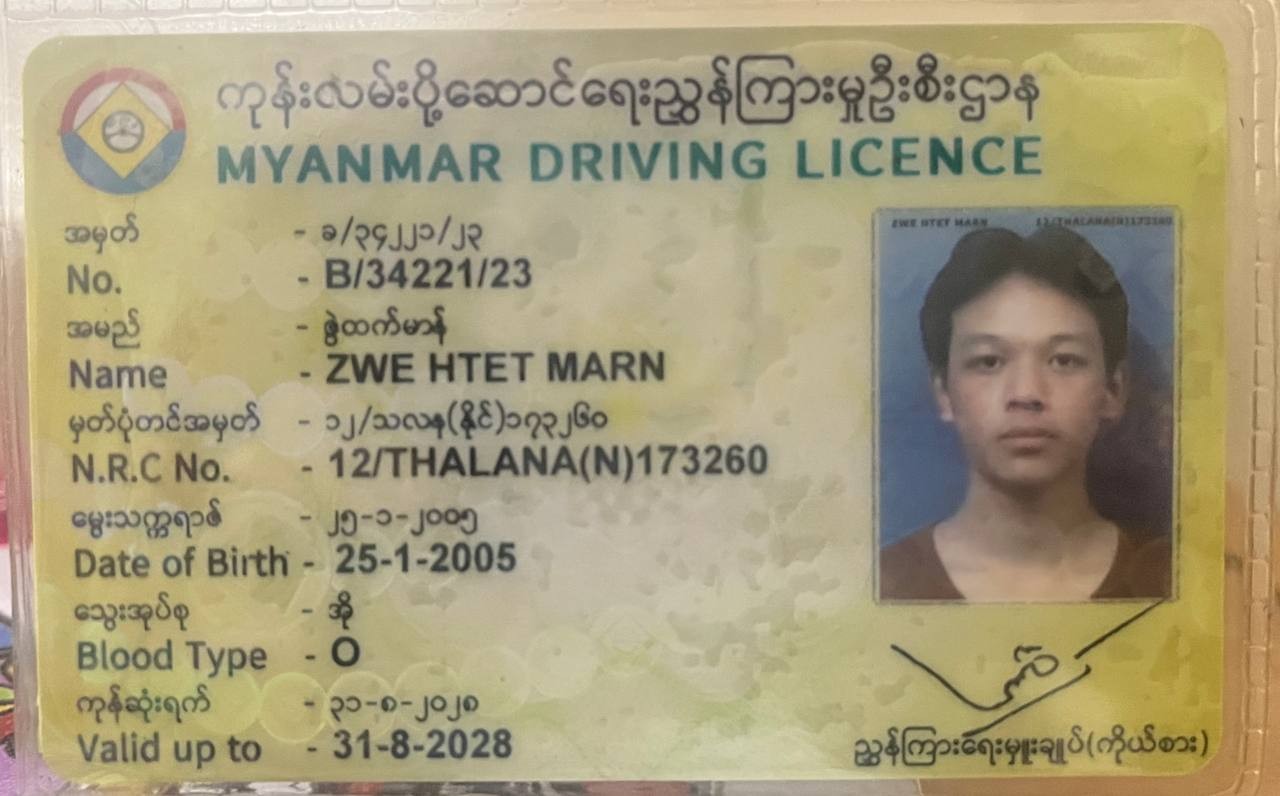 ကုန်းလမ်းပို့ဆောင်ရေးညွှန်ကြားမှုဦးစီးဌာန
MYANMAR DRIVING LICENCE
အမှတ် - ခ/၃၄၂၂၁/၂၃
No. - B/34221/23
အမည် - ဇွဲထက်မာန်
Name - ZWE HTET MARN
မှတ်ပုံတင်အမှတ် - ၁၂/သလန(နိုင်)၁၇၃၂၆၀
N.R.C No. - 12/THALANA(N)173260
မွေးသက္ကရာဇ် - ၂၅-၁-၂၀၀၅
Date of Birth - 25-1-2005
သွေးအုပ်စု - အို
Blood Type - O
ကုန်ဆုံးရက် - ၃၁-၈-၂၀၂၈
Valid up to - 31-8-2028
ZWE HTET MARN 12/THALANA(N)173260
ညွှန်ကြားရေးမှူးချုပ်(ကိုယ်စား)